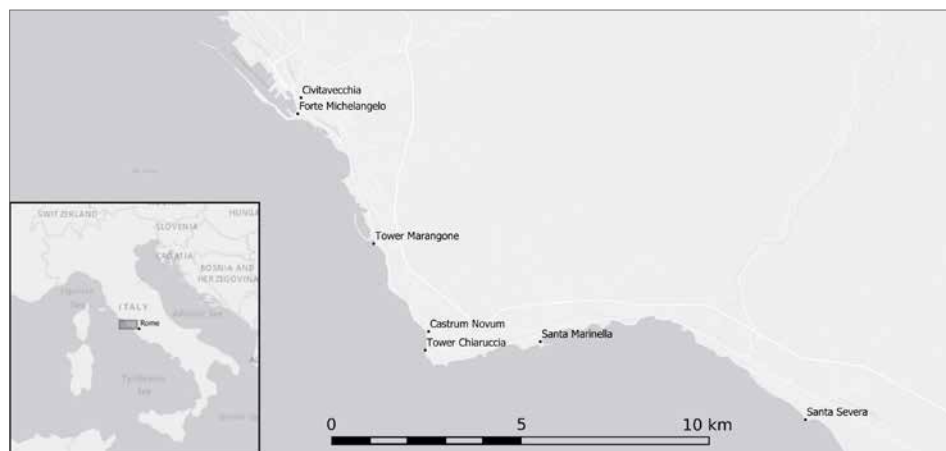 Civitavecchia
Forte Michelangelo
Tower Marangone
Castrum Novum
Tower Chiaruccia
Santa Marinella
Santa Severa
0 5 10 km
SWITZERLAND
SLOVENIA
CROATIA
BOSNIA AND
HERZEGOVINA
ITALY
Rome
Adriatic Sea
Tyrrhenian
Sea